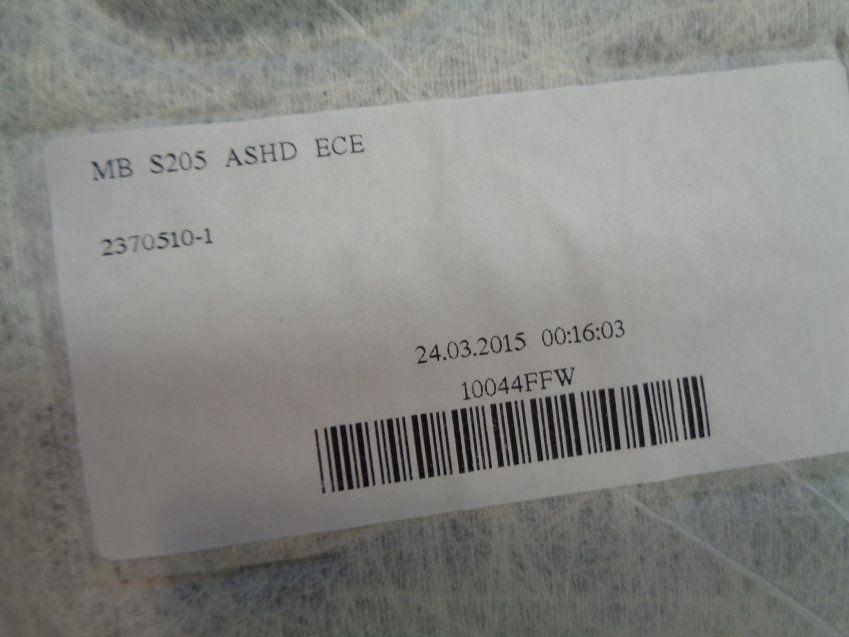 MB S205 ASHD ECE
2370510-1
24.03.2015 00:16:03
10044FFW